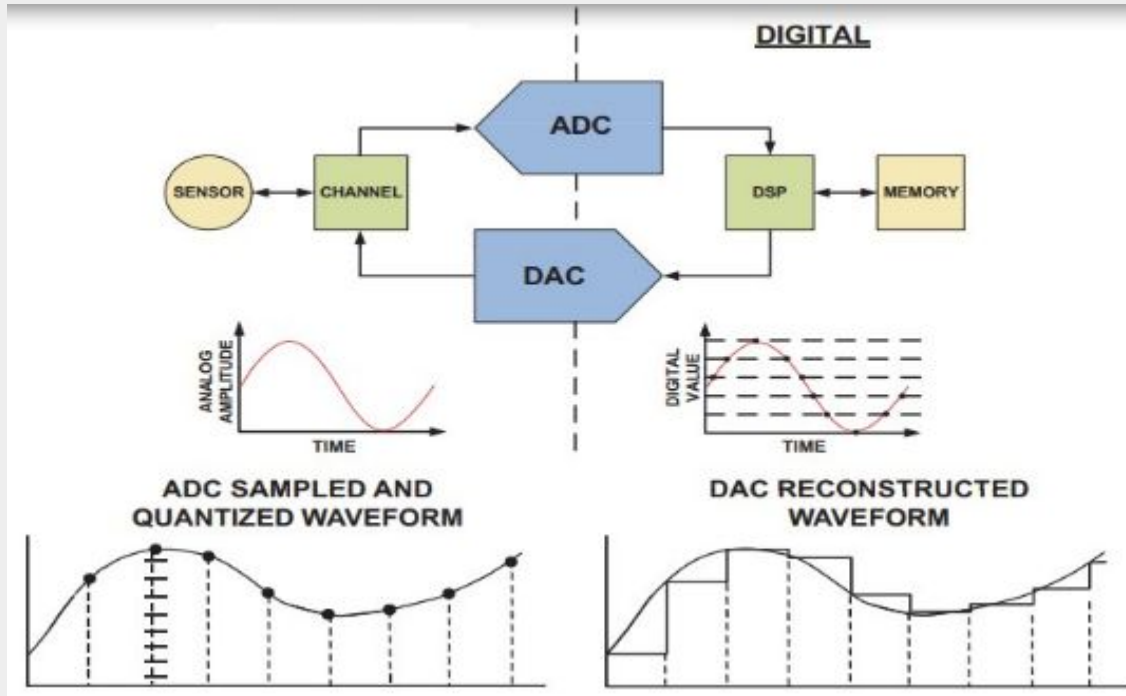 DIGITAL
ADC
SENSOR
CHANNEL
DSP
MEMORY
DAC
ANALOG
AMPLITUDE
TIME
DIGITAL
VALUE
TIME
ADC SAMPLED AND
QUANTIZED WAVEFORM
DAC RECONSTRUCTED
WAVEFORM